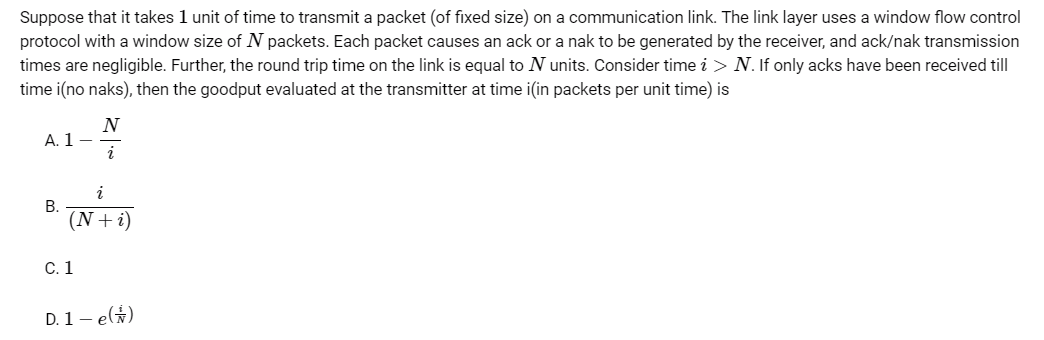 Suppose that it takes 1 unit of time to transmit a packet (of fixed size) on a communication link. The link layer uses a window flow control
protocol with a window size of N packets. Each packet causes an ack or a nak to be generated by the receiver, and ack/nak transmission
times are negligible. Further, the round trip time on the link is equal to N units. Consider time i > N. If only acks have been received till
time i(no naks), then the goodput evaluated at the transmitter at time i(in packets per unit time) is
A. 1 − N/i
B. i/(N + i)
C. 1
D. 1 − e^(i/N)